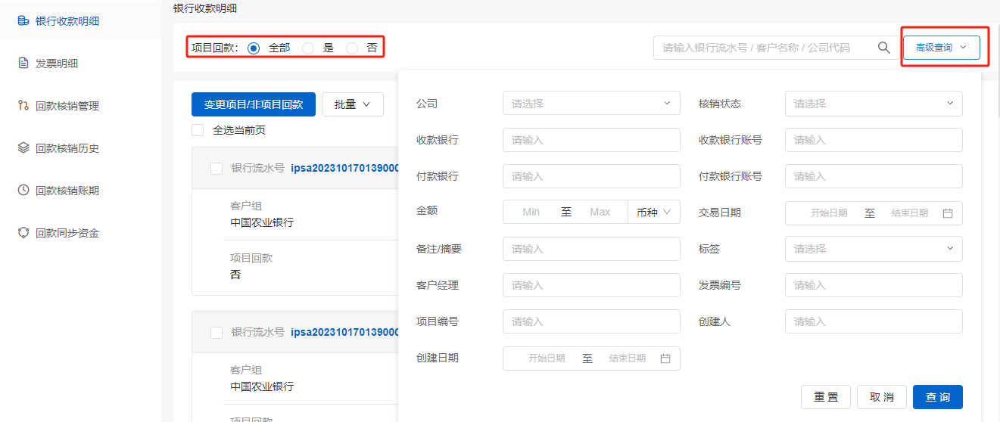 银行收款明细
发票明细
回款核销管理
回款核销历史
回款核销账期
回款同步资金
银行收款明细
项目回款： 全部 是 否
请输入银行流水号 / 客户名称 / 公司代码
高级查询
变更项目/非项目回款 批量
全选当前页
银行流水号 ipsa20231017013900
客户组
中国农业银行
项目回款
否
银行流水号 ipsa20231017013900
客户组
中国农业银行
项目回款
公司 请选择 核销状态 请选择
收款银行 请输入 收款银行账号 请输入
付款银行 请输入 付款银行账号 请输入
金额 Min 至 Max 币种 交易日期 开始日期 至 结束日期
备注/摘要 请输入 标签 请选择
客户经理 请输入 发票编号 请输入
项目编号 请输入 创建人 请输入
创建日期 开始日期 至 结束日期
重 置 取 消 查 询